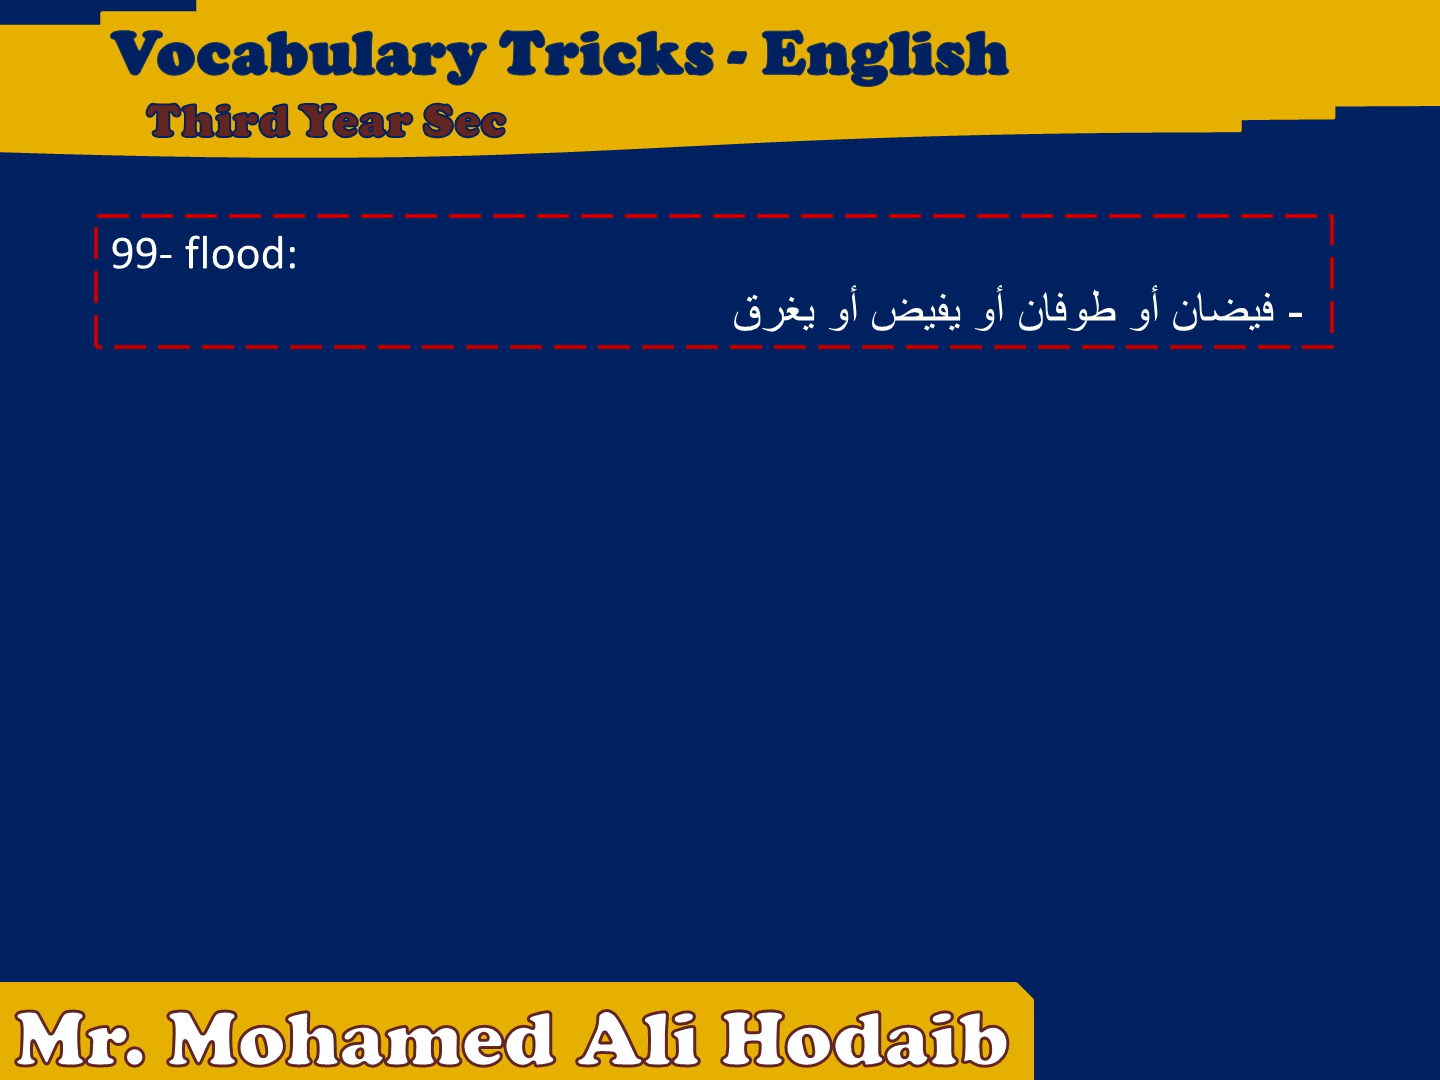 Vocabulary Tricks - English
Third Year Sec
99- flood:
- فيضان أو طوفان أو يفيض أو يغرق
Mr. Mohamed Ali Hodaib